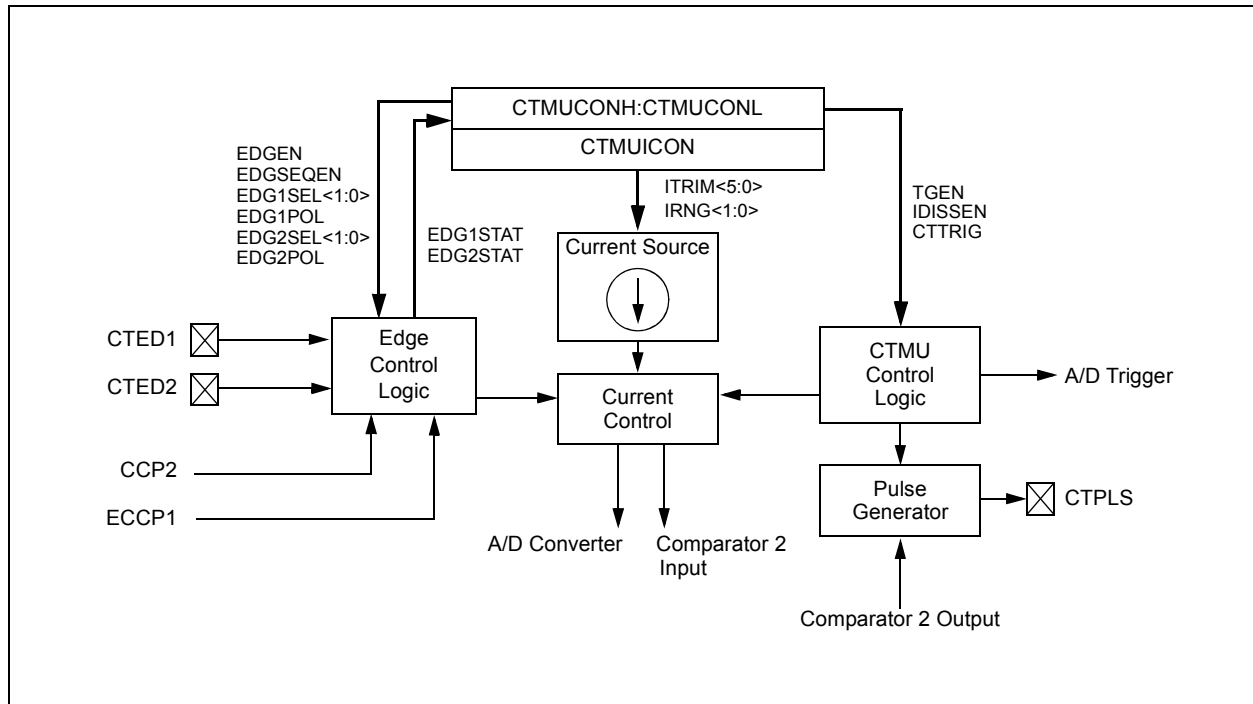 CTMUCONH:CTMUCONL
CTMUICON
EDGEN
EDGSEQEN
EDG1SEL<1:0>
EDG1POL
EDG2SEL<1:0>
EDG2POL
EDG1STAT
EDG2STAT
ITRIM<5:0>
IRNG<1:0>
TGEN
IDISSEN
CTTRIG
Current Source
CTED1
CTED2
Edge
Control
Logic
Current
Control
CTMU
Control
Logic
A/D Trigger
CCP2
ECCP1
Pulse
Generator
CTPLS
A/D Converter
Comparator 2
Input
Comparator 2 Output